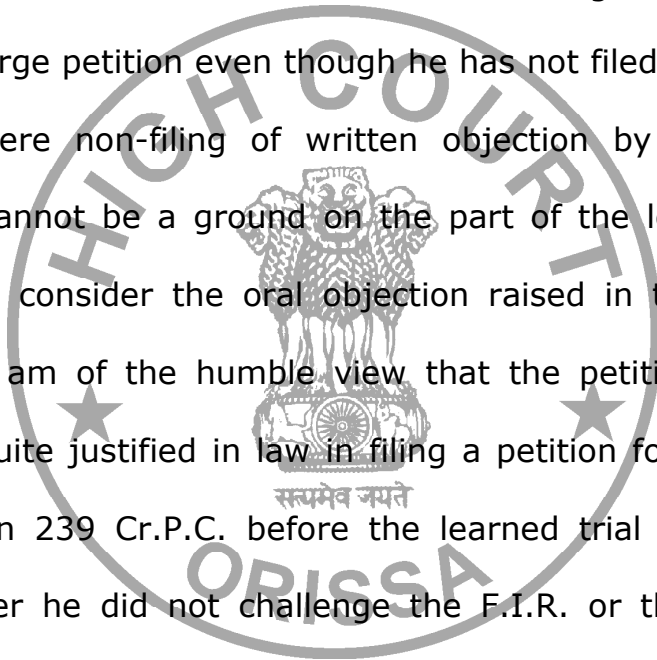 rge petition even though he has not filed
ere non-filing of written objection by
annot be a ground on the part of the
consider the oral objection raised in
am of the humble view that the
uite justified in law in filing a petition
n 239 Cr.P.C. before the learned trial
er he did not challenge the F.I.R. or
HIGH COURT
सत्यमेव जयते
ORISSA